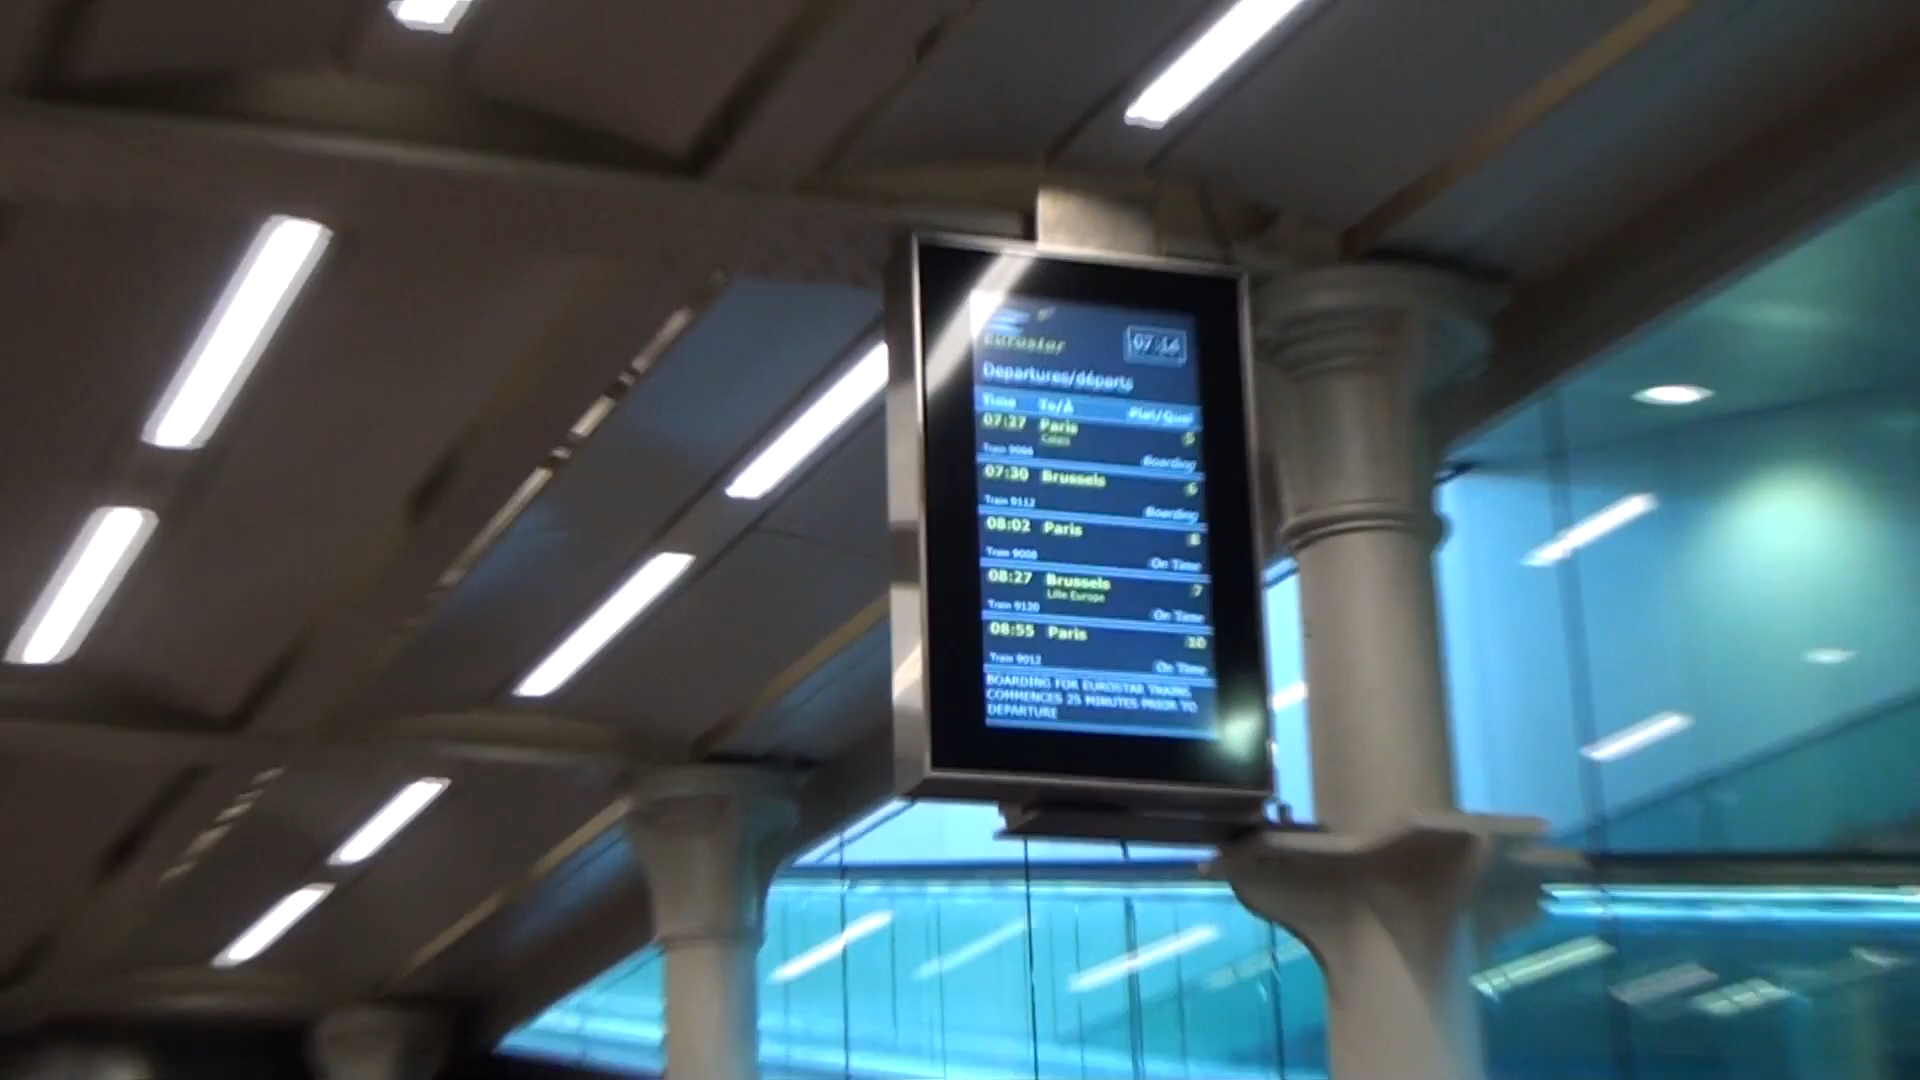 Eurostar 07:14
Departures/départs
Time To/À Plat/Quai
07:27 Paris 5
Calais
Train 9006 Boarding
07:30 Brussels 6
Train 9112 Boarding
08:02 Paris
Train 9008 On Time
08:27 Brussels 7
Lille Europe
Train 9120 On Time
08:55 Paris 10
Train 9012 On Time
BOARDING FOR EUROSTAR TRAINS
COMMENCES 25 MINUTES PRIOR TO
DEPARTURE